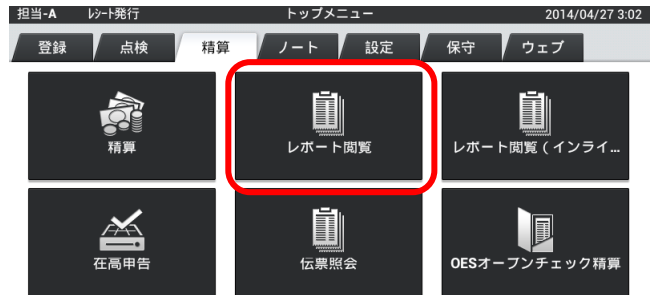 担当-A ﾚｼｰﾄ発行 トップメニュー 2014/04/27 3:02
登録 点検 精算 ノート 設定 保守 ウェブ
精算 レポート閲覧 レポート閲覧 ( インライ...
在高申告 伝票照会 OESオープンチェック精算